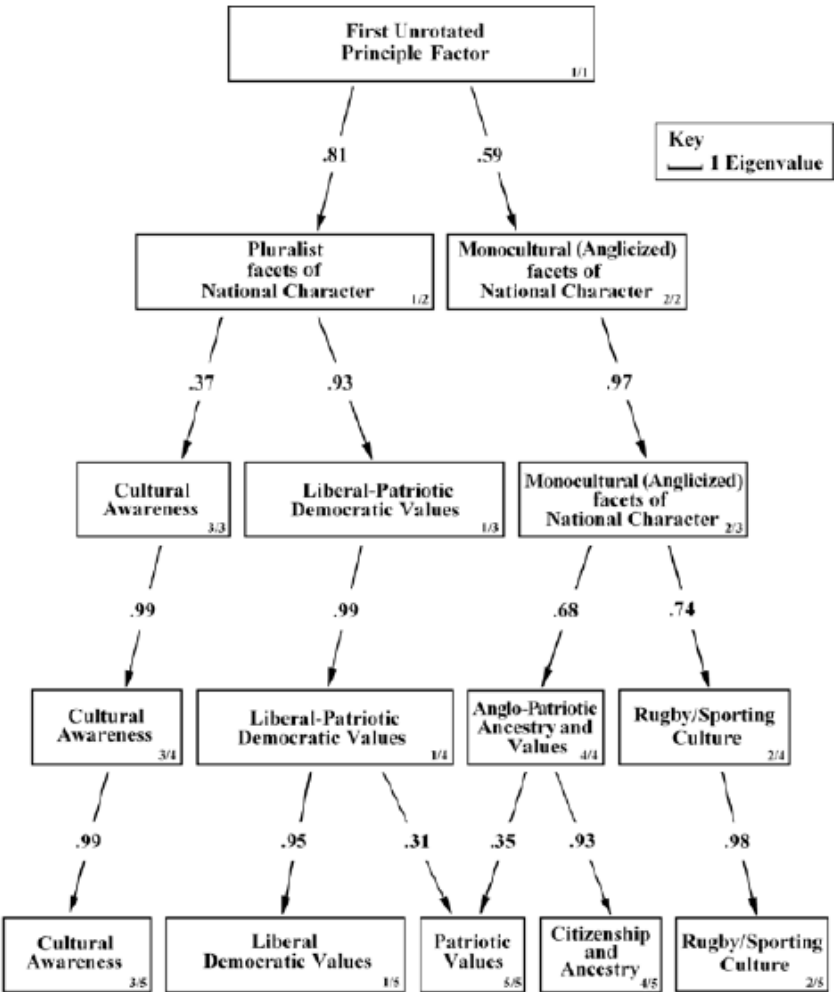 First Unrotated
Principle Factor
1/1
Key
1 Eigenvalue
.81
.59
Pluralist
facets of
National Character
1/2
Monocultural (Anglicized)
facets of
National Character
2/2
.37
.93
.97
Cultural
Awareness
3/3
Liberal-Patriotic
Democratic Values
1/3
Monocultural (Anglicized)
facets of
National Character
2/3
.99
.99
.68
.74
Cultural
Awareness
3/4
Liberal-Patriotic
Democratic Values
1/4
Anglo-Patriotic
Ancestry and
Values
4/4
Rugby/Sporting
Culture
2/4
.99
.95
.31
.35
.93
.98
Cultural
Awareness
3/5
Liberal
Democratic Values
1/5
Patriotic
Values
5/5
Citizenship
and
Ancestry
4/5
Rugby/Sporting
Culture
2/5